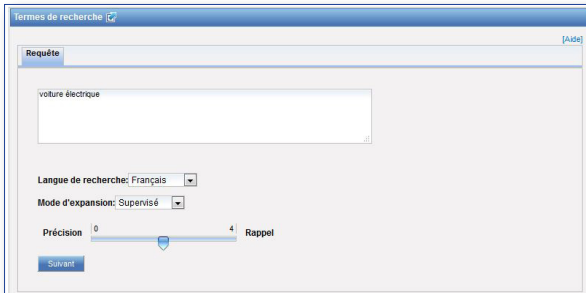 Termes de recherche
[Aide]
Requête
voiture électrique
Langue de recherche: Français
Mode d'expansion: Supervisé
0 4
Précision Rappel
Suivant